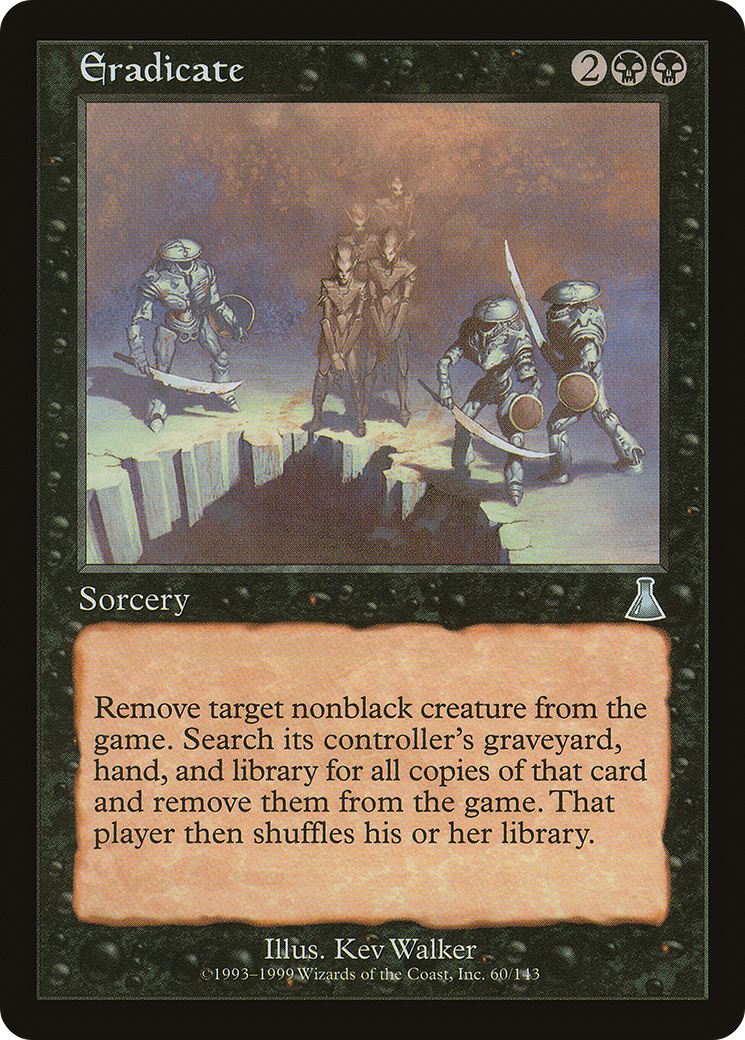 Eradicate 2
Sorcery
Remove target nonblack creature from the
game. Search its controller's graveyard,
hand, and library for all copies of that card
and remove them from the game. That
player then shuffles his or her library.
Illus. Kev Walker
©1993–1999 Wizards of the Coast, Inc. 60/143